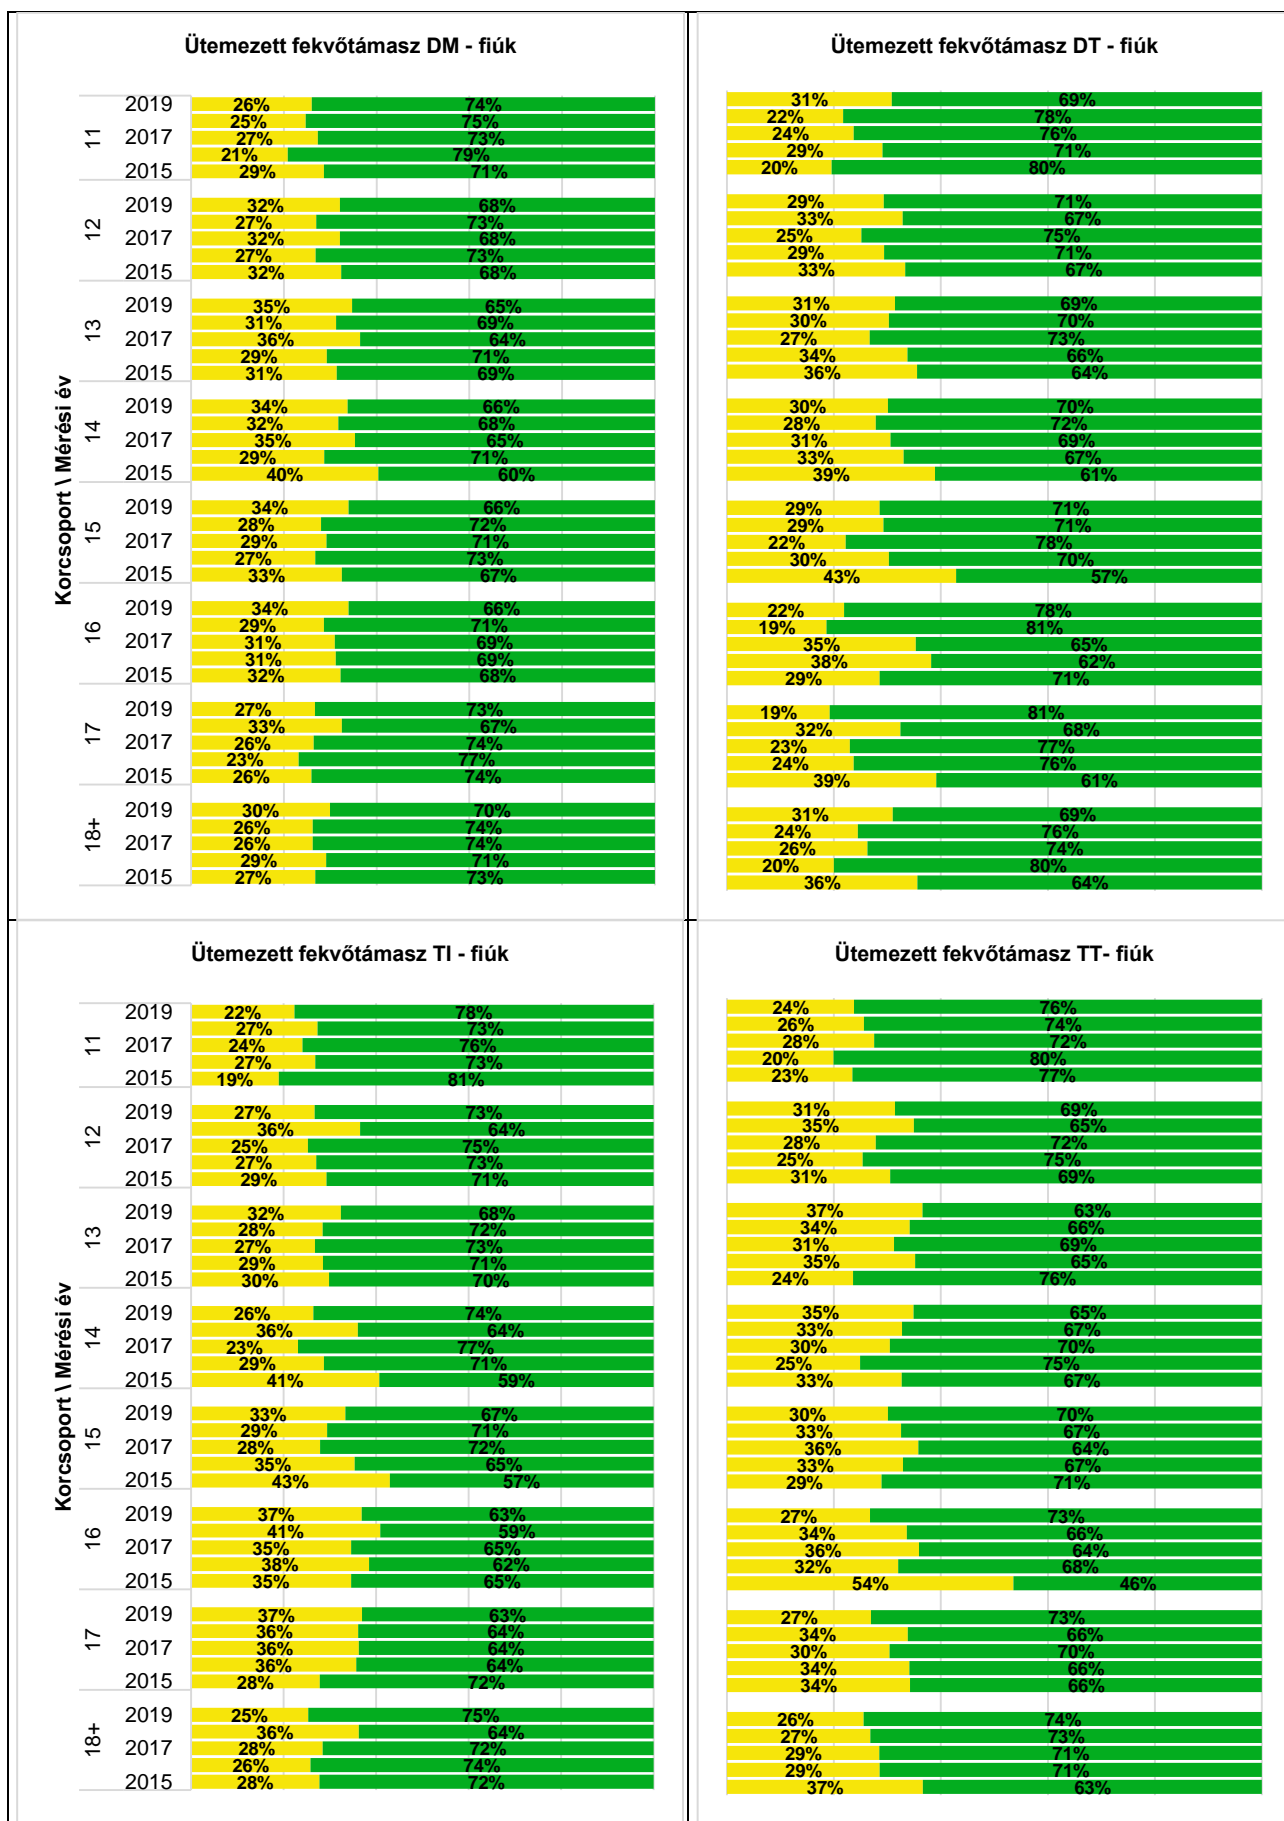 Ütemezett fekvőtámasz DM - fiúk
Korcsoport \ Mérési év
11
2019 26% 74%
25% 75%
2017 27% 73%
21% 79%
2015 29% 71%
12
2019 32% 68%
27% 73%
2017 32% 68%
27% 73%
2015 32% 68%
13
2019 35% 65%
31% 69%
2017 36% 64%
29% 71%
2015 31% 69%
14
2019 34% 66%
32% 68%
2017 35% 65%
29% 71%
2015 40% 60%
15
2019 34% 66%
28% 72%
2017 29% 71%
27% 73%
2015 33% 67%
16
2019 34% 66%
29% 71%
2017 31% 69%
31% 69%
2015 32% 68%
17
2019 27% 73%
33% 67%
2017 26% 74%
23% 77%
2015 26% 74%
18+
2019 30% 70%
26% 74%
2017 26% 74%
29% 71%
2015 27% 73%
Ütemezett fekvőtámasz DT - fiúk
31% 69%
22% 78%
24% 76%
29% 71%
20% 80%
29% 71%
33% 67%
25% 75%
29% 71%
33% 67%
31% 69%
30% 70%
27% 73%
34% 66%
36% 64%
30% 70%
28% 72%
31% 69%
33% 67%
39% 61%
29% 71%
29% 71%
22% 78%
30% 70%
43% 57%
22% 78%
19% 81%
35% 65%
38% 62%
29% 71%
19% 81%
32% 68%
23% 77%
24% 76%
39% 61%
31% 69%
24% 76%
26% 74%
20% 80%
36% 64%
Ütemezett fekvőtámasz TI - fiúk
Korcsoport \ Mérési év
11
2019 22% 78%
27% 73%
2017 24% 76%
27% 73%
2015 19% 81%
12
2019 27% 73%
36% 64%
2017 25% 75%
27% 73%
2015 29% 71%
13
2019 32% 68%
28% 72%
2017 27% 73%
29% 71%
2015 30% 70%
14
2019 26% 74%
36% 64%
2017 23% 77%
29% 71%
2015 41% 59%
15
2019 33% 67%
29% 71%
2017 28% 72%
35% 65%
2015 43% 57%
16
2019 37% 63%
41% 59%
2017 35% 65%
38% 62%
2015 35% 65%
17
2019 37% 63%
36% 64%
2017 36% 64%
36% 64%
2015 28% 72%
18+
2019 25% 75%
36% 64%
2017 28% 72%
26% 74%
2015 28% 72%
Ütemezett fekvőtámasz TT- fiúk
24% 76%
26% 74%
28% 72%
20% 80%
23% 77%
31% 69%
35% 65%
28% 72%
25% 75%
31% 69%
37% 63%
34% 66%
31% 69%
35% 65%
24% 76%
35% 65%
33% 67%
30% 70%
25% 75%
33% 67%
30% 70%
33% 67%
36% 64%
33% 67%
29% 71%
27% 73%
34% 66%
36% 64%
32% 68%
54% 46%
27% 73%
34% 66%
30% 70%
34% 66%
34% 66%
26% 74%
27% 73%
29% 71%
29% 71%
37% 63%